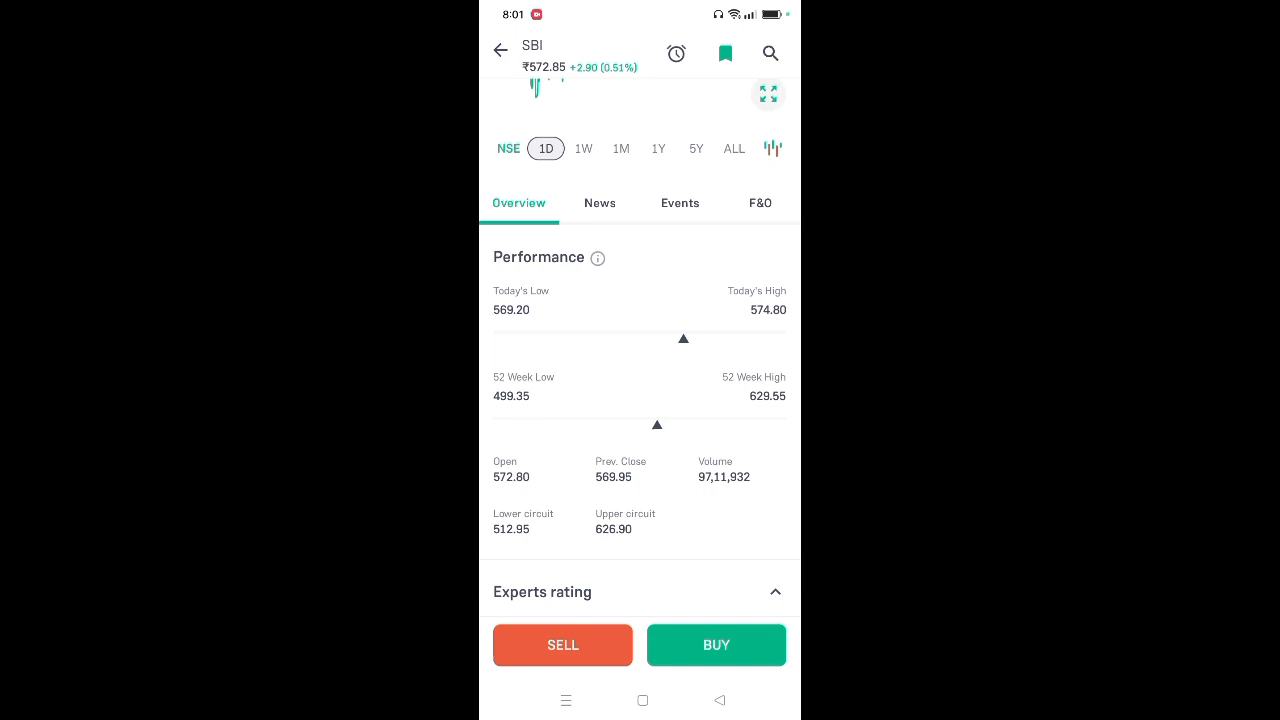 8:01
SBI
₹572.85 +2.90 (0.51%)
NSE 1D 1W 1M 1Y 5Y ALL
Overview News Events F&O
Performance
Today's Low Today's High
569.20 574.80
52 Week Low 52 Week High
499.35 629.55
Open Prev. Close Volume
572.80 569.95 97,11,932
Lower circuit Upper circuit
512.95 626.90
Experts rating
SELL BUY